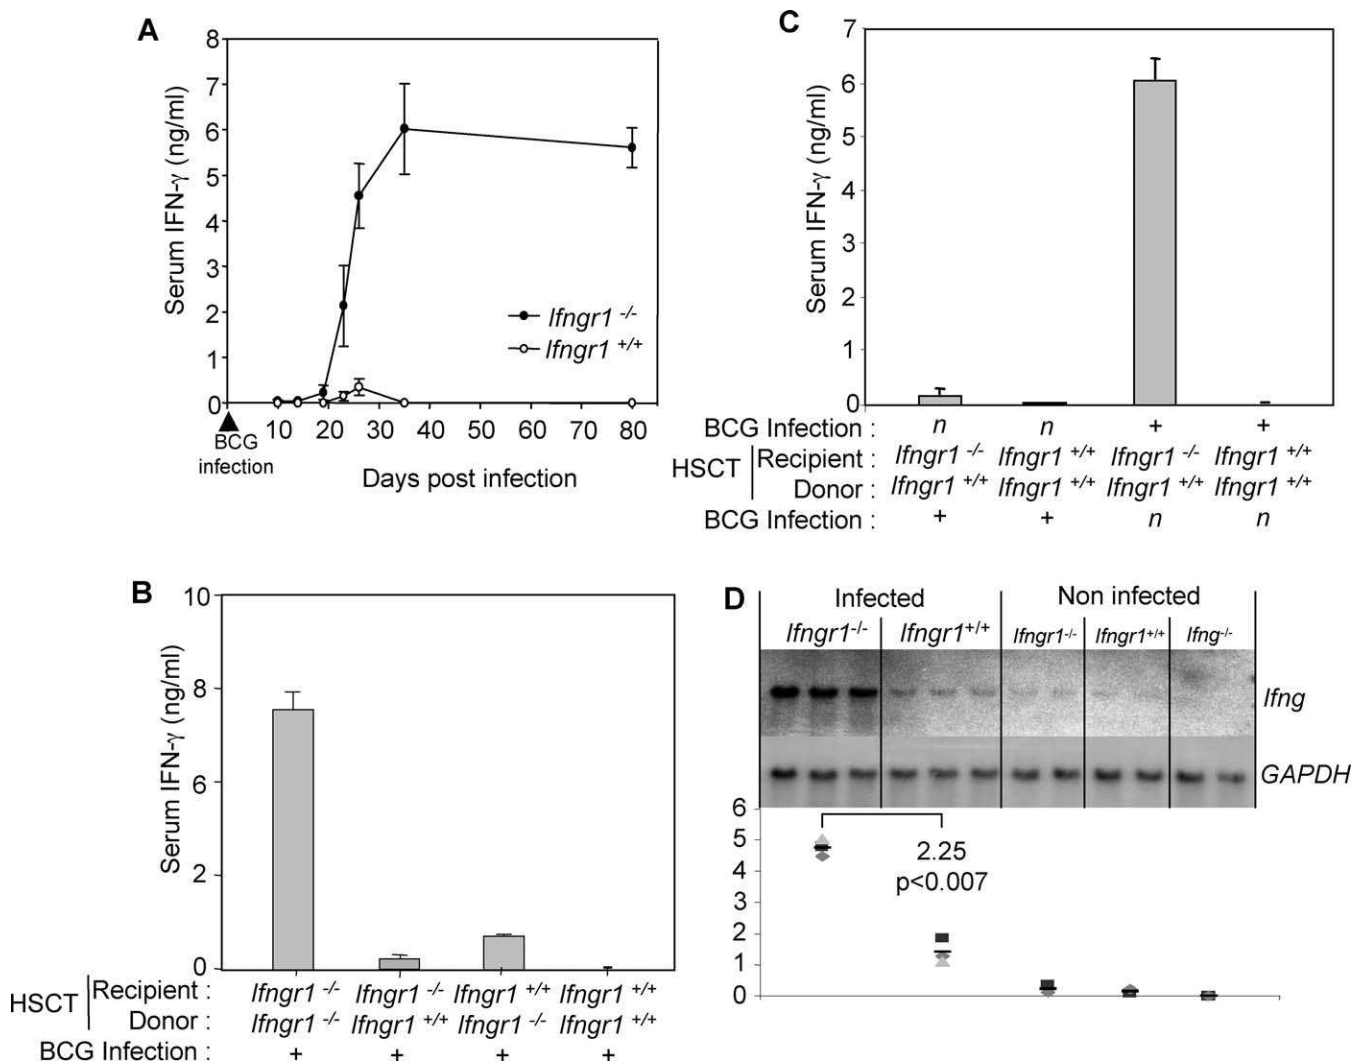 A
8
7
6
5
4
3
2
1
0
Serum IFN-γ (ng/ml)
Ifngr1 -/-
Ifngr1 +/+
10 20 30 40 50 60 70 80
BCG
infection
Days post infection
C
7
6
5
4
3
2
1
0
Serum IFN-γ (ng/ml)
BCG Infection : n n + +
HSCT
Recipient : Ifngr1 -/- Ifngr1 +/+ Ifngr1 -/- Ifngr1 +/+
Donor : Ifngr1 +/+ Ifngr1 +/+ Ifngr1 +/+ Ifngr1 +/+
BCG Infection : + + n n
B
10
8
6
4
2
0
Serum IFN-γ (ng/ml)
HSCT
Recipient : Ifngr1 -/- Ifngr1 -/- Ifngr1 +/+ Ifngr1 +/+
Donor : Ifngr1 -/- Ifngr1 +/+ Ifngr1 -/- Ifngr1 +/+
BCG Infection : + + + +
D
Infected Non infected
Ifngr1-/- Ifngr1+/+ Ifngr1-/- Ifngr1+/+ Ifng-/-
Ifng
GAPDH
6
5
4
3
2
1
0
2.25
p<0.007